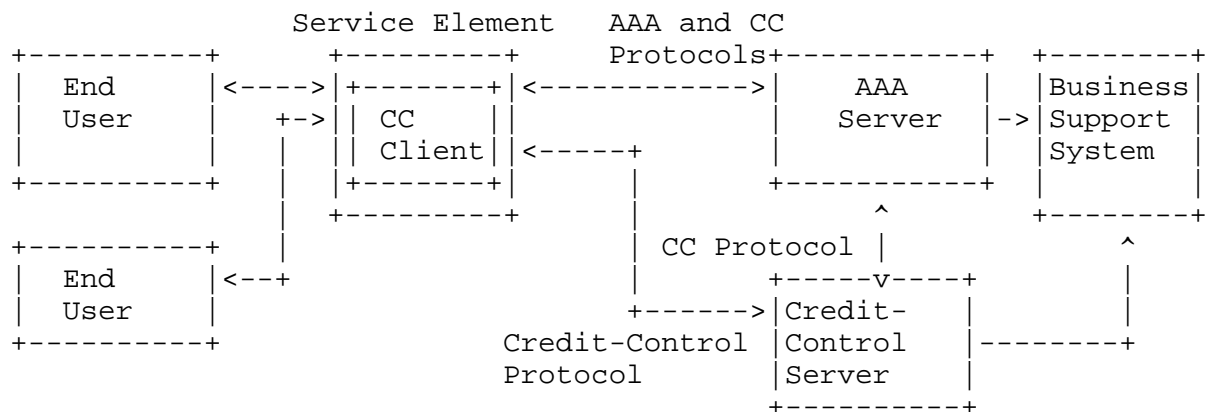 Service Element   AAA and CC
Protocols
End   AAA   Business
User   CC   Server   Support
Client   System
CC Protocol
End
User   Credit-
Credit-Control   Control
Protocol   Server